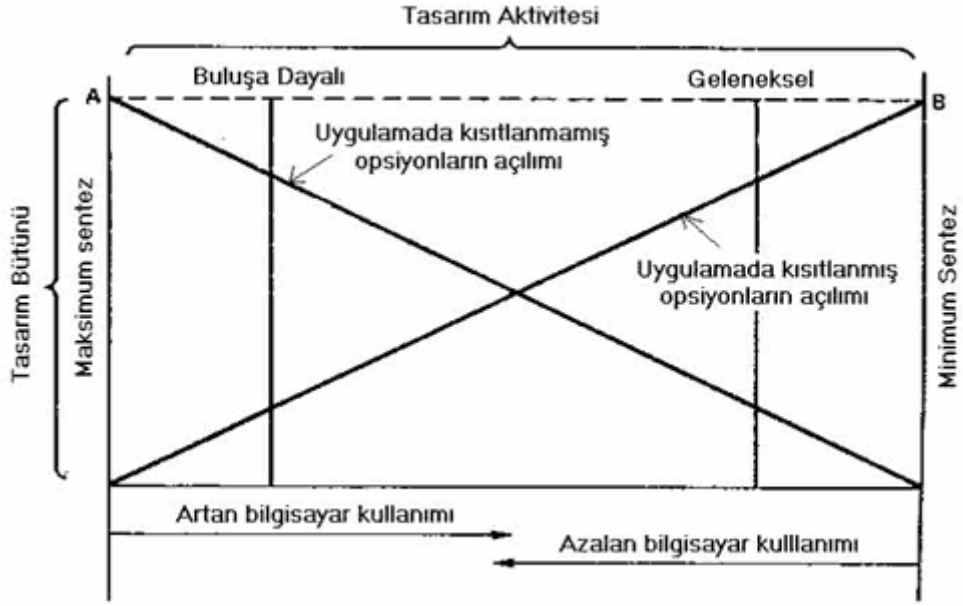 Tasarım Aktivitesi
Buluşa Dayalı
Geleneksel
A
B
Uygulamada kısıtlanmamış
opsiyonların açılımı
Uygulamada kısıtlanmış
opsiyonların açılımı
Tasarım Bütünü
Maksimum sentez
Minimum Sentez
Artan bilgisayar kullanımı
Azalan bilgisayar kulllanımı